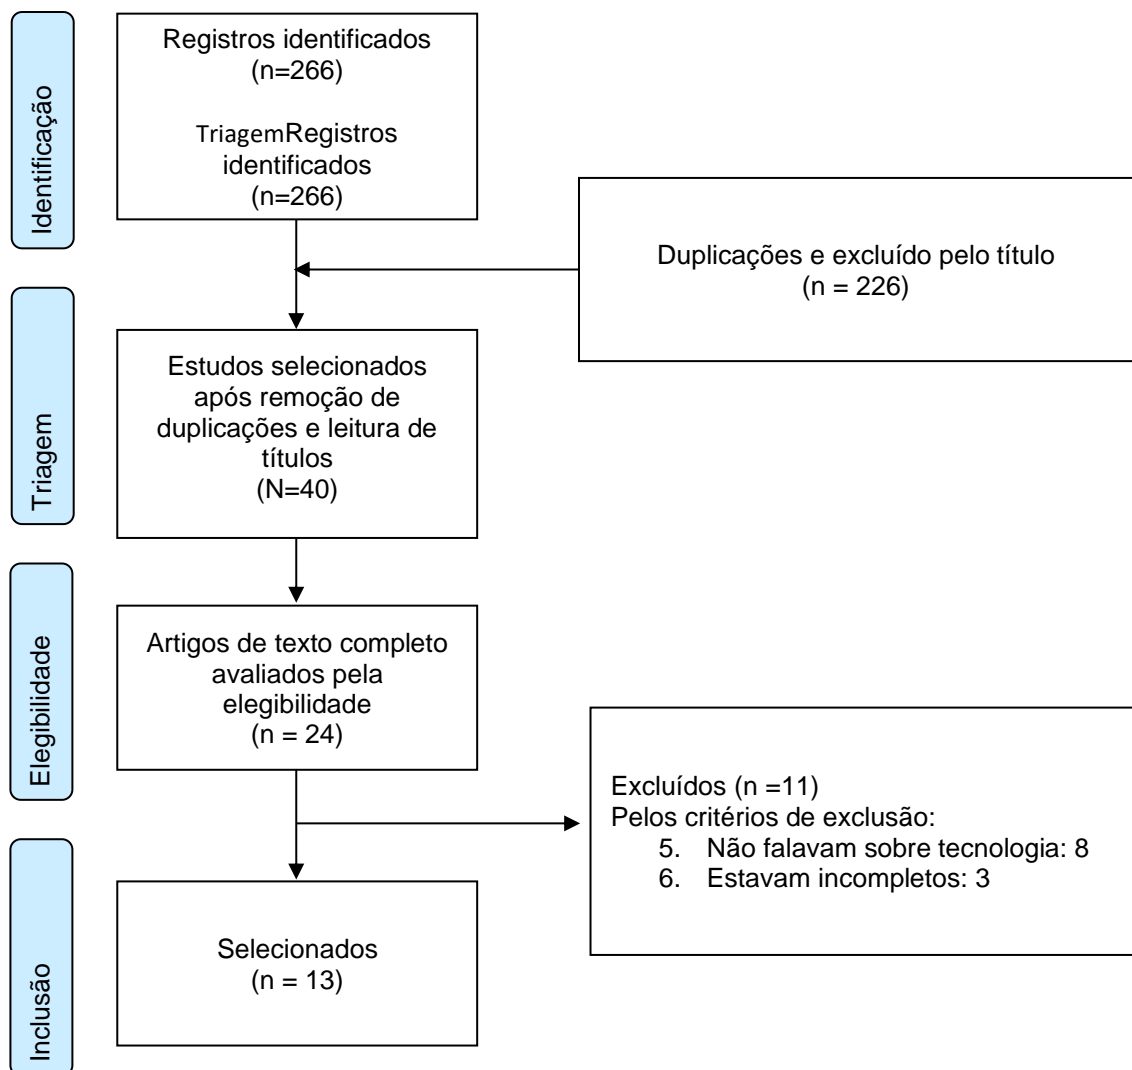 Identificação
Registros identificados
(n=266)
TriagemRegistros
identificados
(n=266)
Duplicações e excluído pelo título
(n = 226)
Triagem
Estudos selecionados
após remoção de
duplicações e leitura de
títulos
(N=40)
Elegibilidade
Artigos de texto completo
avaliados pela
elegibilidade
(n = 24)
Excluídos (n =11)
Pelos critérios de exclusão:
5. Não falavam sobre tecnologia: 8
6. Estavam incompletos: 3
Inclusão
Selecionados
(n = 13)